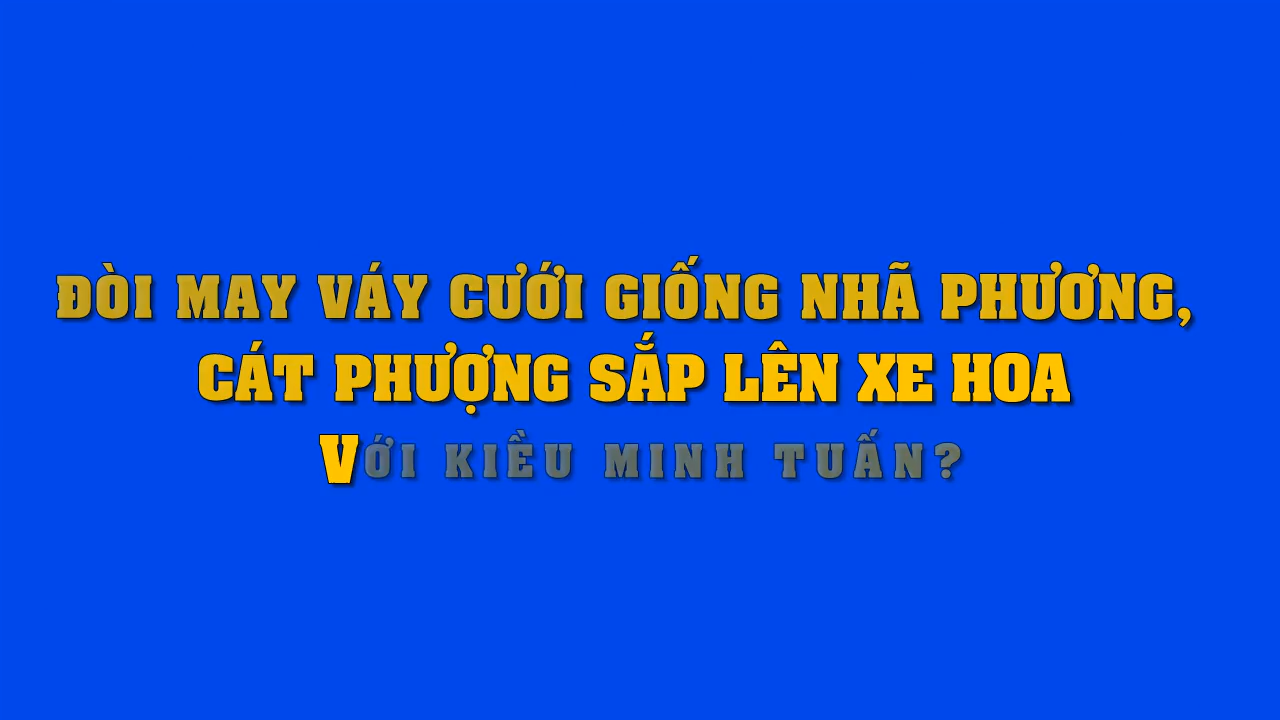 ĐÒI MAY VÁY CƯỚI GIỐNG NHÃ PHƯƠNG,
CÁT PHƯỢNG SẮP LÊN XE HOA
VỚI KIỀU MINH TUẤN?